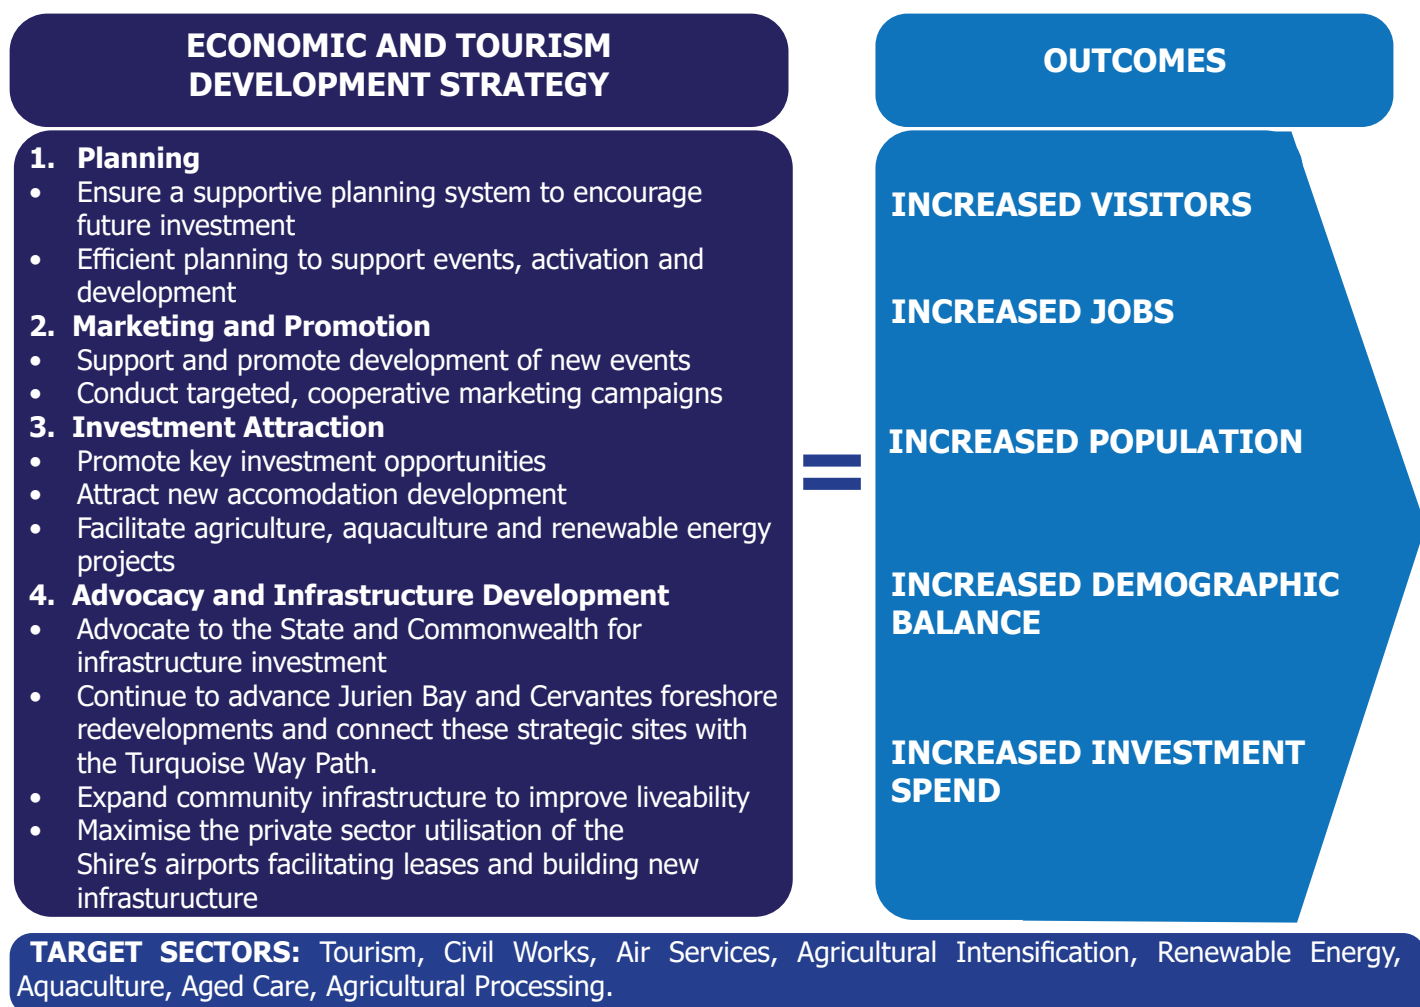 ECONOMIC AND TOURISM
DEVELOPMENT STRATEGY
1. Planning
• Ensure a supportive planning system to encourage
future investment
• Efficient planning to support events, activation and
development
2. Marketing and Promotion
• Support and promote development of new events
• Conduct targeted, cooperative marketing campaigns
3. Investment Attraction
• Promote key investment opportunities
• Attract new accomodation development
• Facilitate agriculture, aquaculture and renewable energy
projects
4. Advocacy and Infrastructure Development
• Advocate to the State and Commonwealth for
infrastructure investment
• Continue to advance Jurien Bay and Cervantes foreshore
redevelopments and connect these strategic sites with
the Turquoise Way Path.
• Expand community infrastructure to improve liveability
• Maximise the private sector utilisation of the
Shire’s airports facilitating leases and building new
infrasturucture
=
OUTCOMES
INCREASED VISITORS
INCREASED JOBS
INCREASED POPULATION
INCREASED DEMOGRAPHIC
BALANCE
INCREASED INVESTMENT
SPEND
TARGET SECTORS: Tourism, Civil Works, Air Services, Agricultural Intensification, Renewable Energy,
Aquaculture, Aged Care, Agricultural Processing.